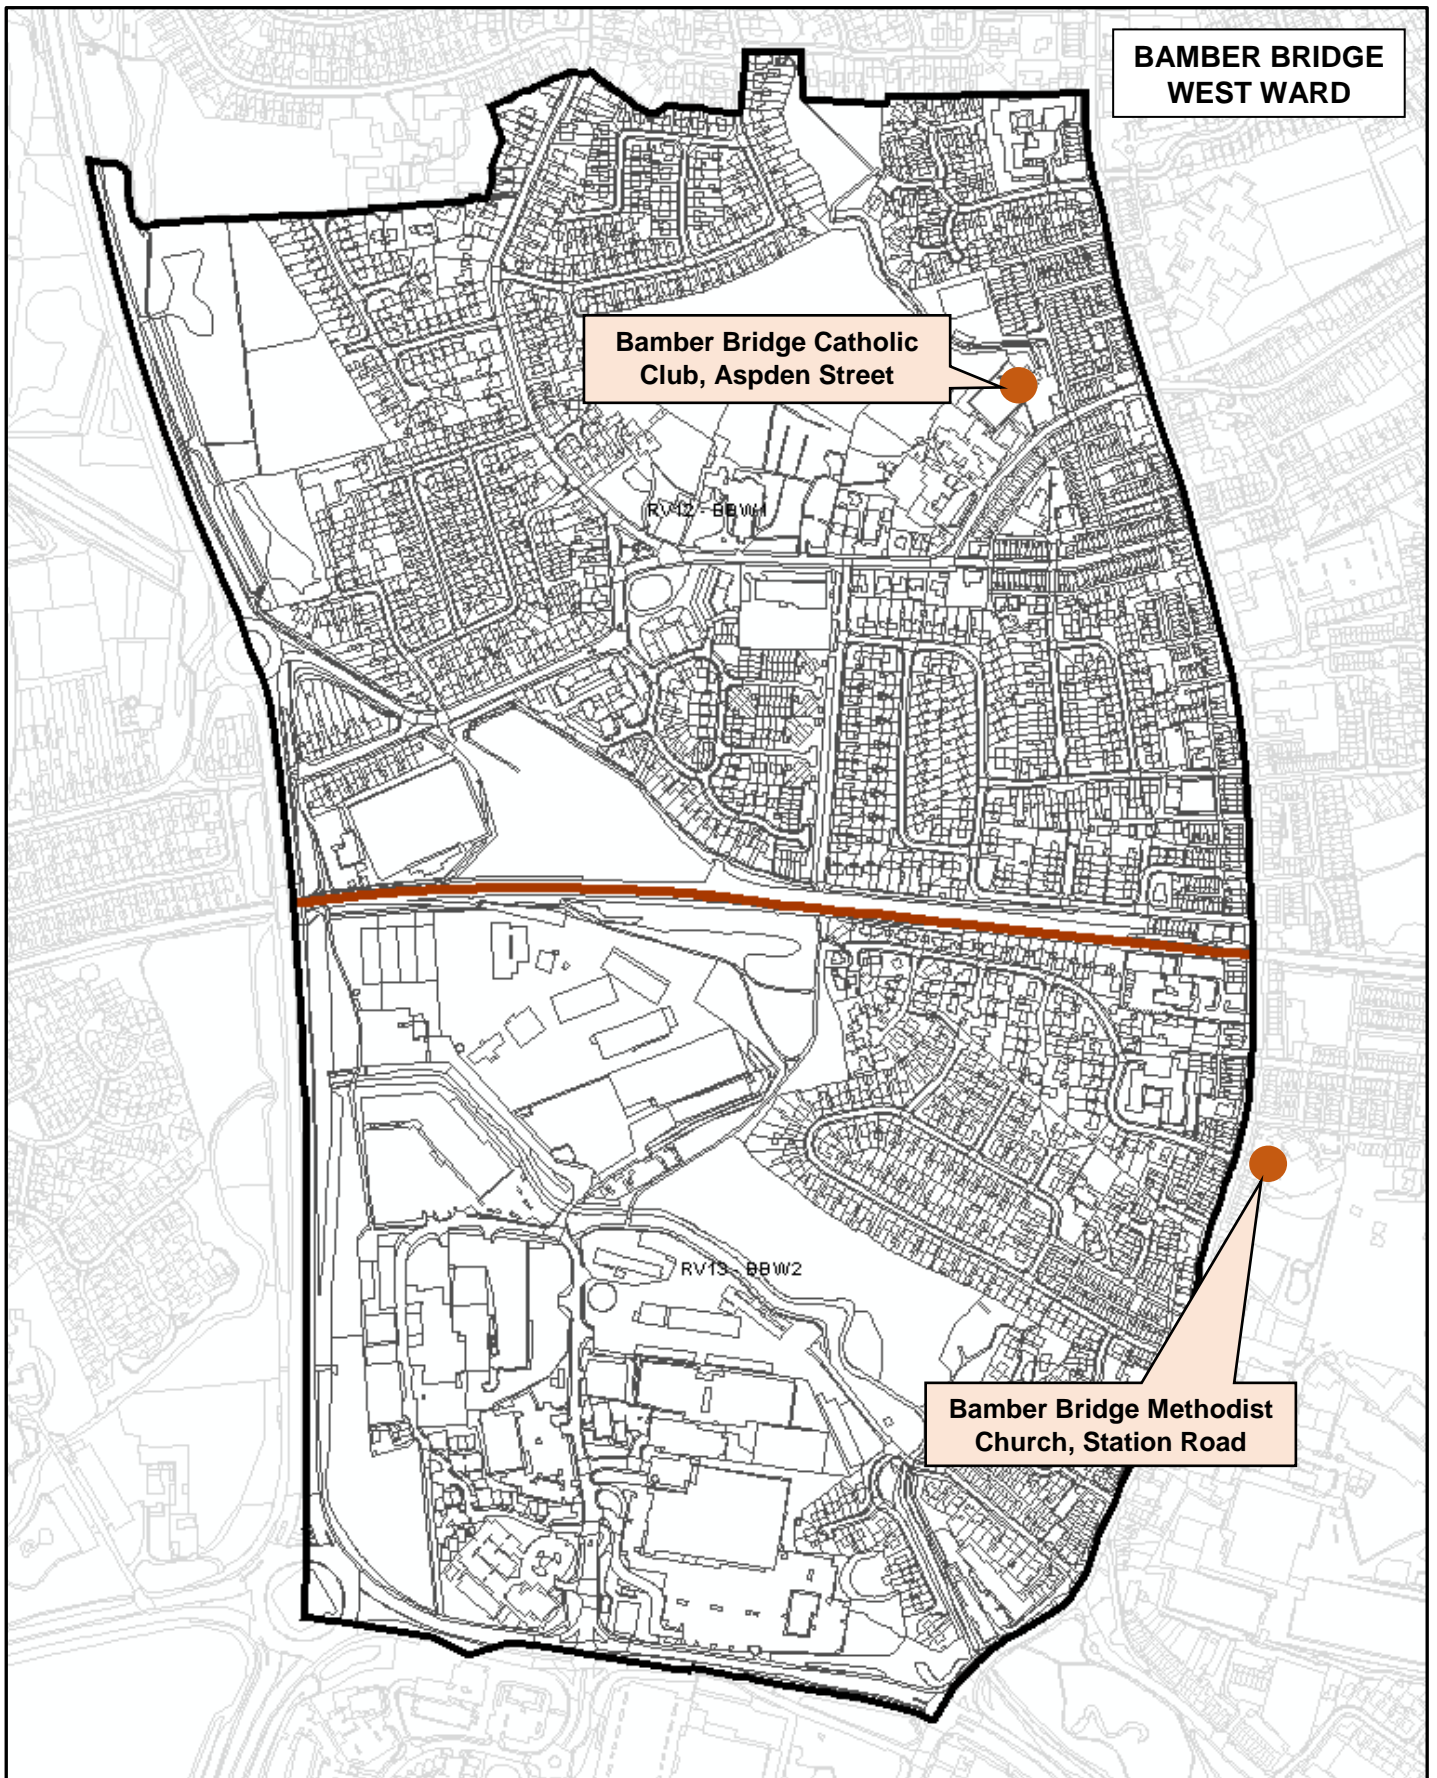 BAMBER BRIDGE
WEST WARD
Bamber Bridge Catholic
Club, Aspden Street
RV12 - BBW1
RV13 - BBW2
Bamber Bridge Methodist
Church, Station Road